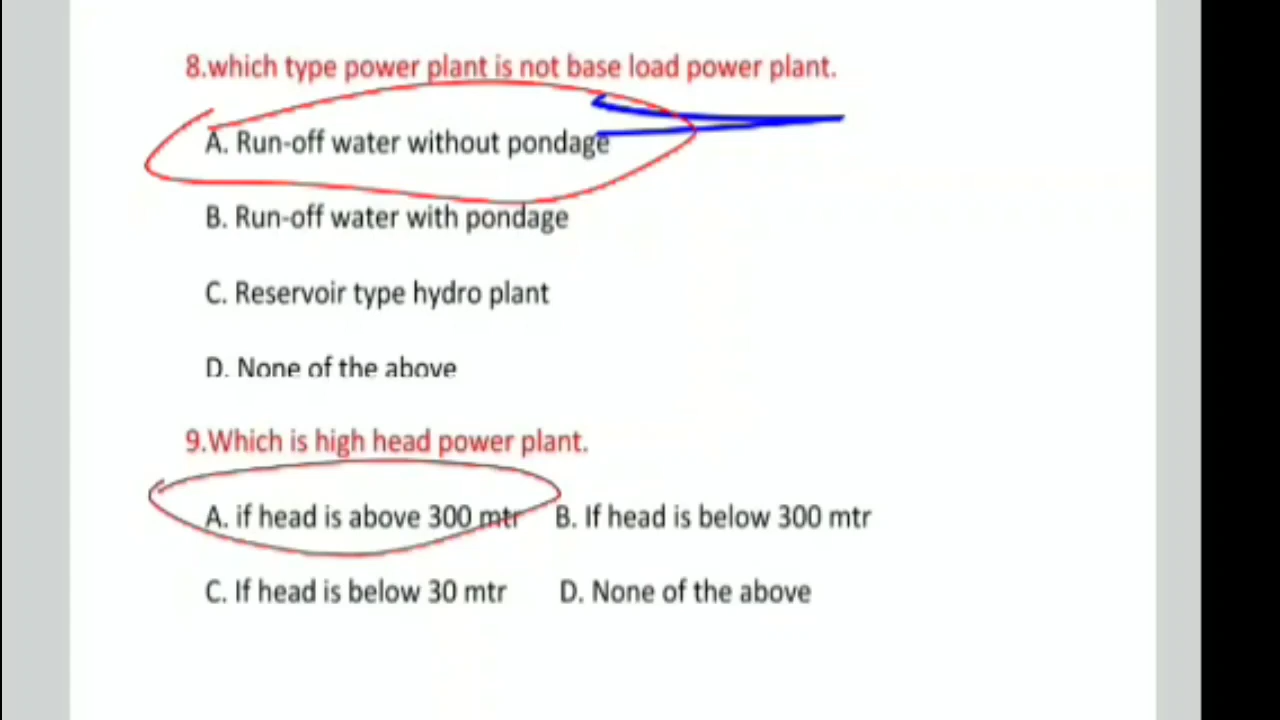 8.which type power plant is not base load power plant.
A. Run-off water without pondage
B. Run-off water with pondage
C. Reservoir type hydro plant
D. None of the above
9.Which is high head power plant.
A. if head is above 300 mtr B. If head is below 300 mtr
C. If head is below 30 mtr D. None of the above